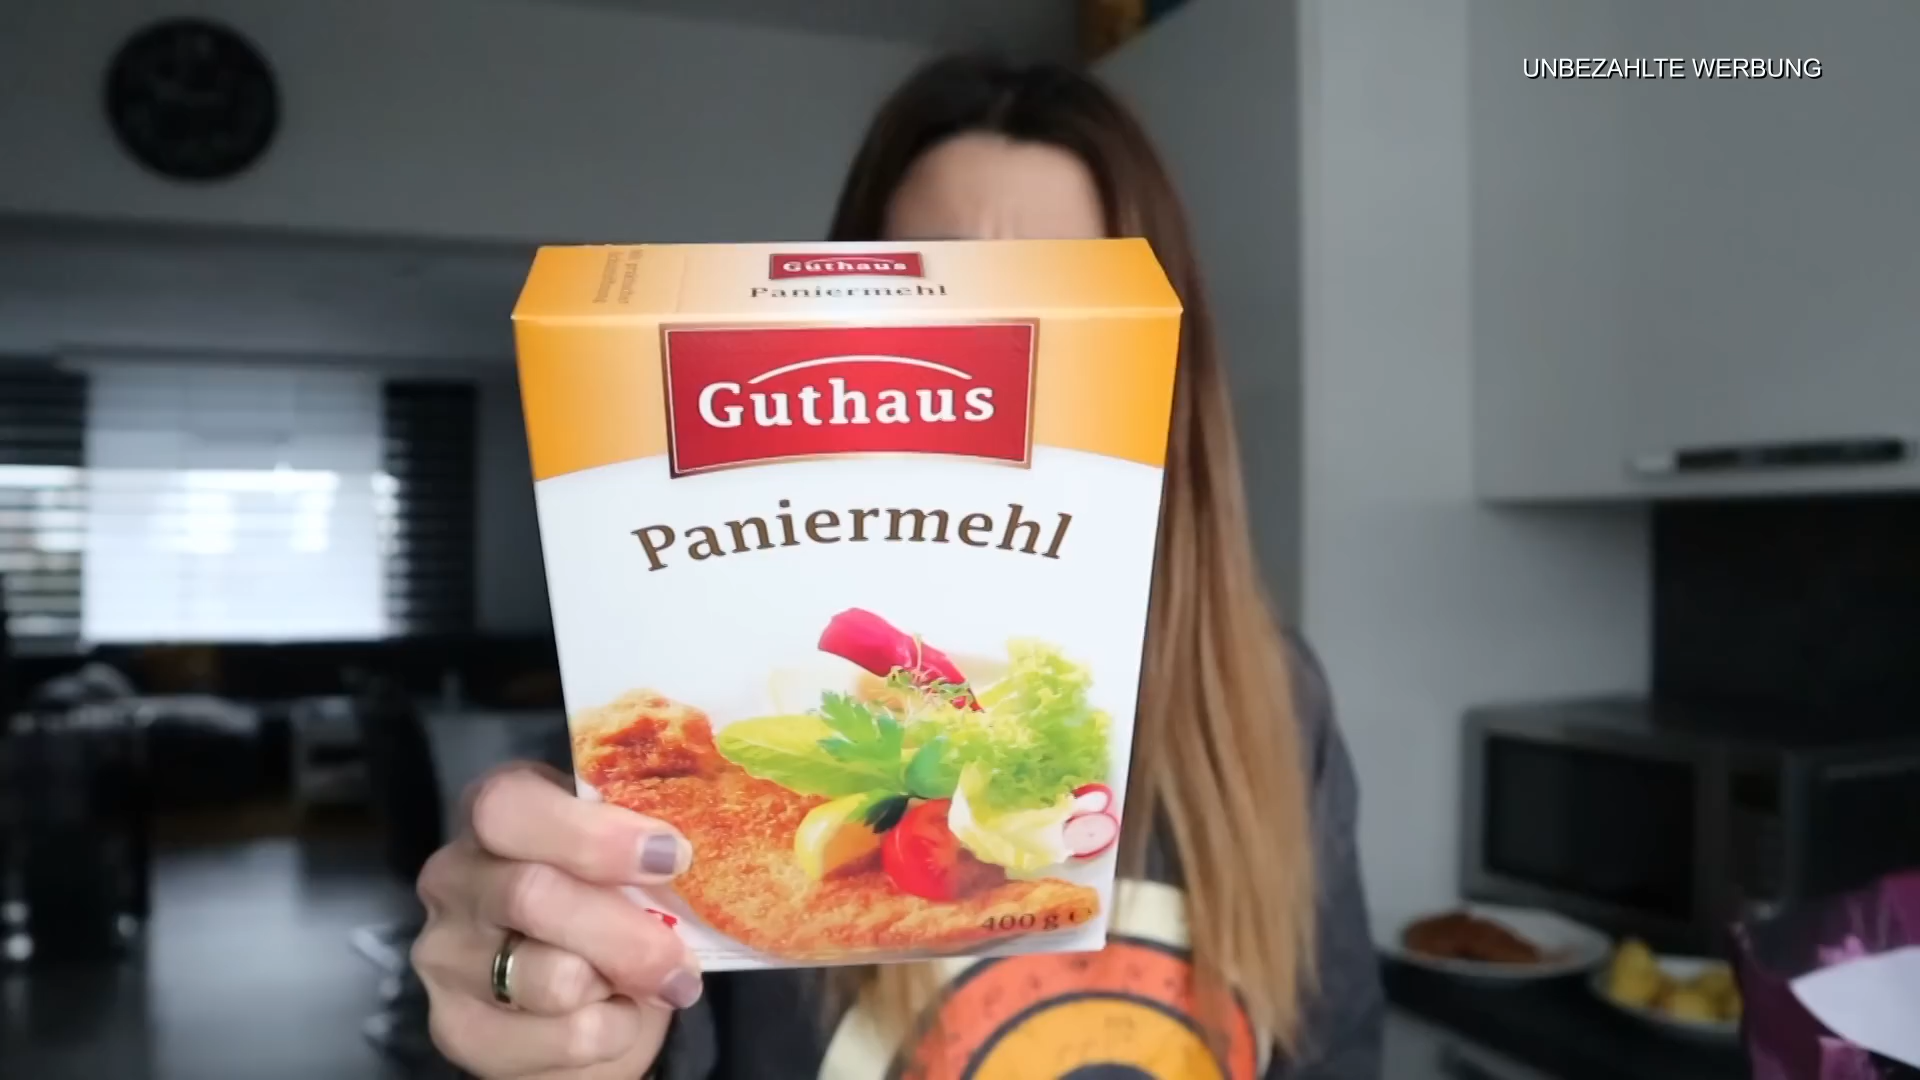 UNBEZAHLTE WERBUNG
Guthaus
Paniermehl
Guthaus
Paniermehl
400 g e